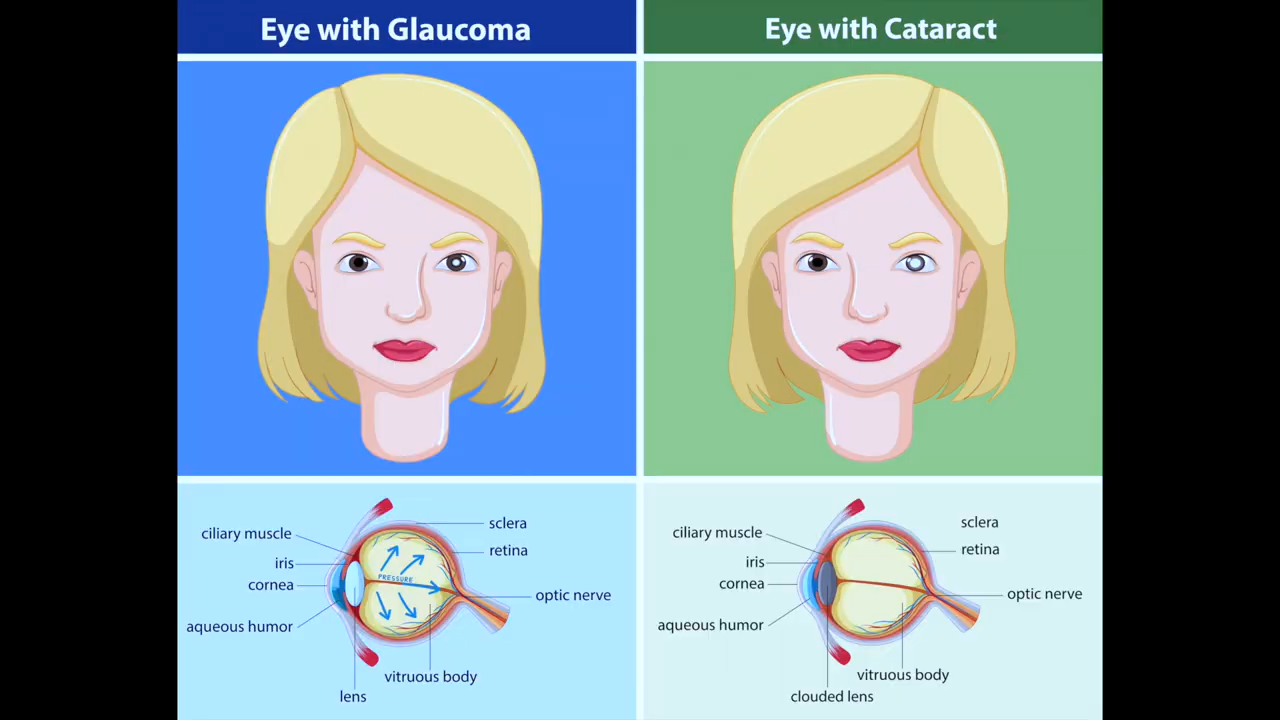 Eye with Glaucoma
Eye with Cataract
ciliary muscle
iris
cornea
aqueous humor
lens
vitruous body
optic nerve
retina
sclera
PRESSURE
ciliary muscle
iris
cornea
aqueous humor
clouded lens
vitruous body
optic nerve
retina
sclera